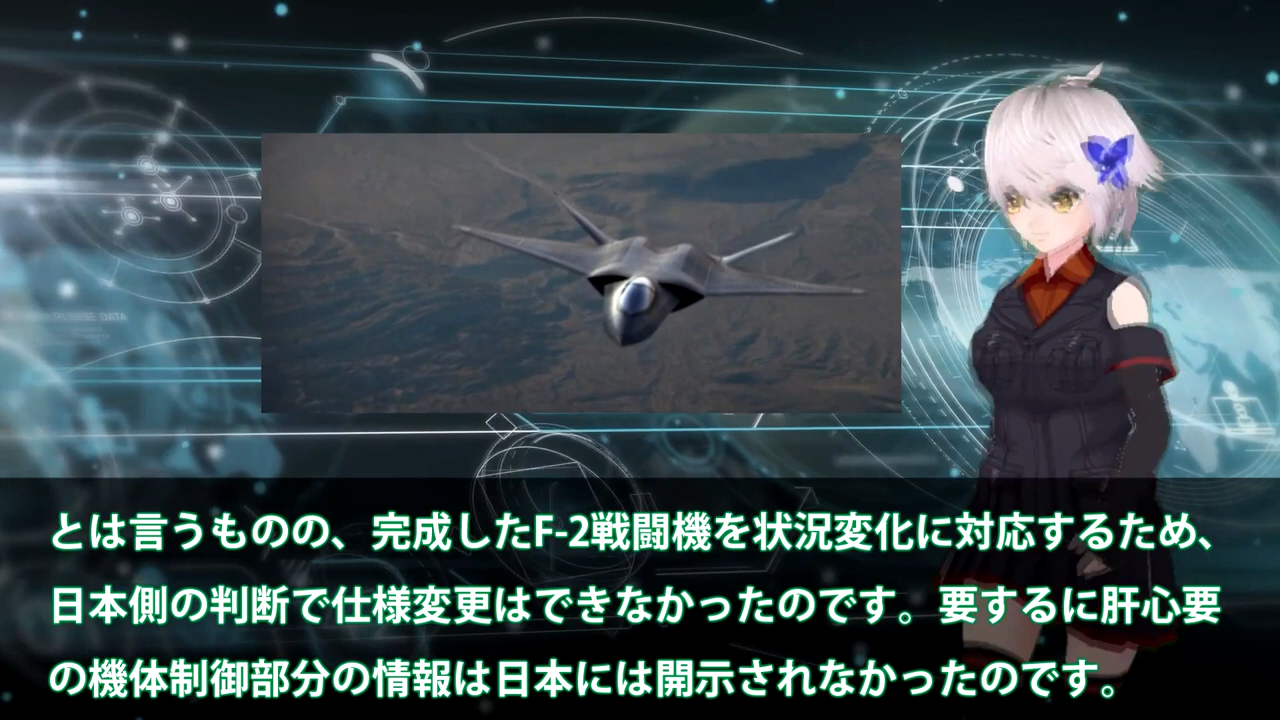 とは言うものの、完成したF-2戦闘機を状況変化に対応するため、
日本側の判断で仕様変更はできなかったのです。要するに肝心要
の機体制御部分の情報は日本には開示されなかったのです。